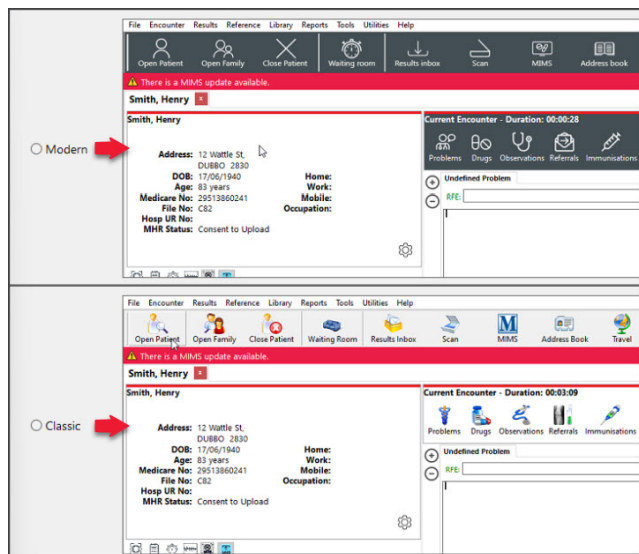 File Encounter Results Reference Library Reports Tools Utilities Help
Open Patient Open Family Close Patient Waiting room Results inbox Scan MIMS Address book
There is a MIMS update available.
Smith, Henry x
Smith, Henry
Current Encounter - Duration: 00:00:28
Problems Drugs Observations Referrals Immunisations
Modern
Address: 12 Wattle St,
DUBBO 2830
DOB: 17/06/1940 Home:
Age: 83 years Work:
Medicare No: 29513860241 Mobile:
File No: C82 Occupation:
Hosp UR No:
MHR Status: Consent to Upload
Undefined Problem
RFE:
File Encounter Results Reference Library Reports Tools Utilities Help
Open Patient Open Family Close Patient Waiting Room Results Inbox Scan MIMS Address Book Travel
There is a MIMS update available.
Smith, Henry x
Smith, Henry
Current Encounter - Duration: 00:03:09
Problems Drugs Observations Referrals Immunisations
Classic
Address: 12 Wattle St,
DUBBO 2830
DOB: 17/06/1940 Home:
Age: 83 years Work:
Medicare No: 29513860241 Mobile:
File No: C82 Occupation:
Hosp UR No:
MHR Status: Consent to Upload
Undefined Problem
RFE: